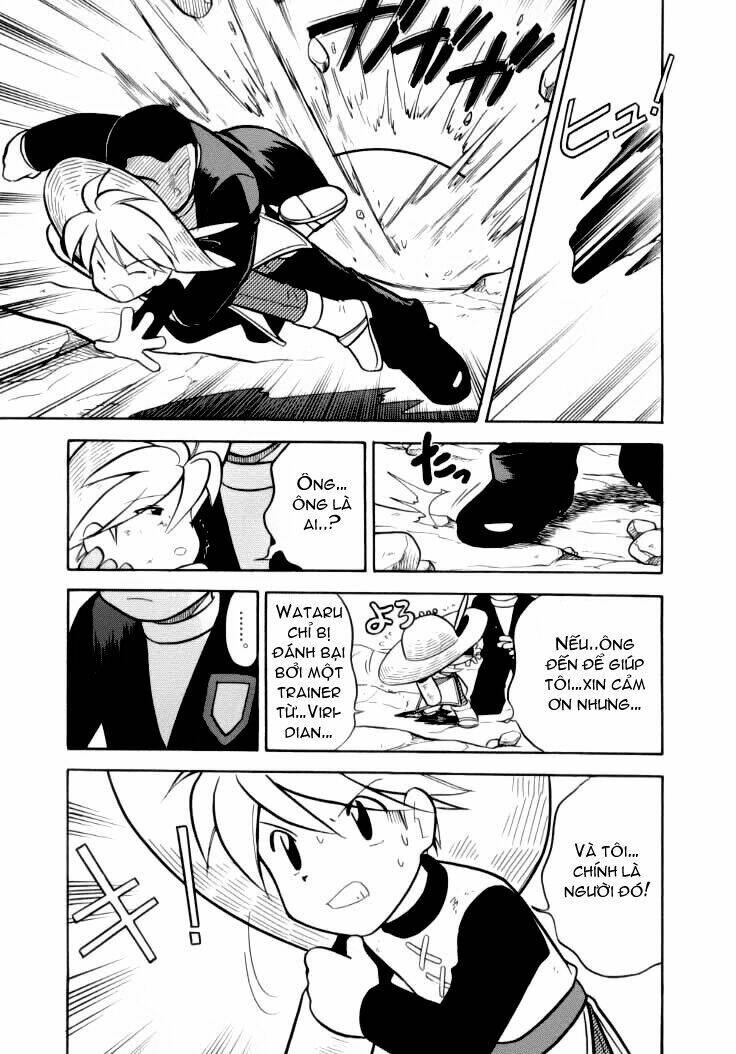 ヒュ!
ガガガ
ザッ
ÔNG...
ÔNG LÀ
AI..?
NẾU..ÔNG
ĐẾN ĐỂ GIÚP
TÔI...XIN CẢM
ƠN NHƯNG...
よろ....
WATARU
CHỈ BỊ
ĐÁNH BẠI
BỞI MỘT
TRAINER
TỪ...VIRI-
DIAN...
.......
VÀ TÔI...
CHÍNH LÀ
NGƯỜI ĐÓ!
キ!